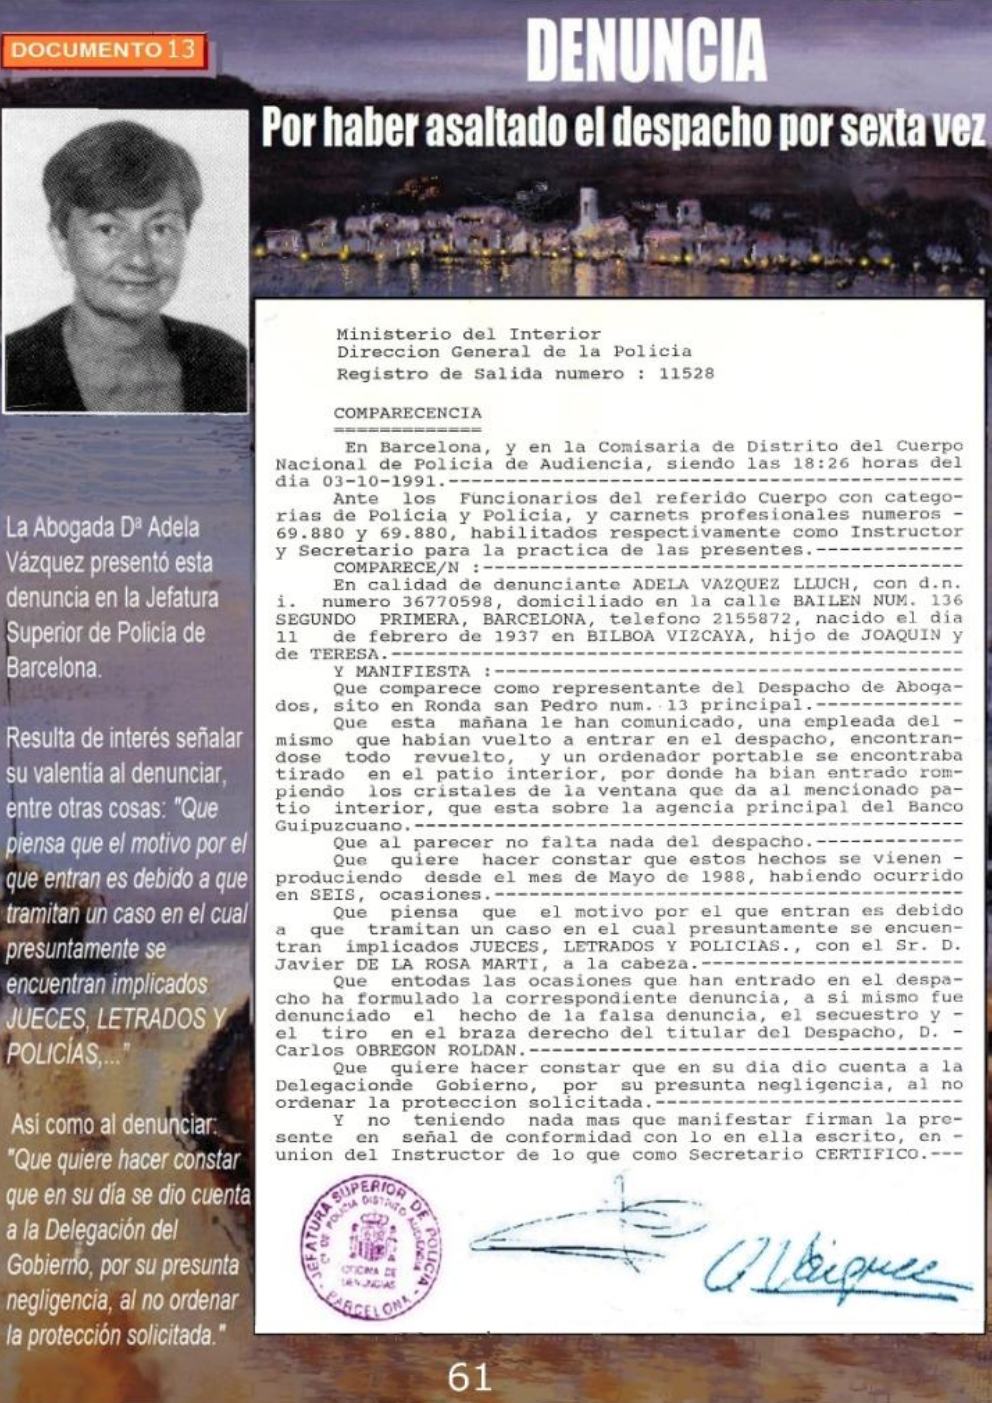 DOCUMENTO 13
DENUNCIA
Por haber asaltado el despacho por sexta vez
La Abogada Dª Adela
Vázquez presentó esta
denuncia en la Jefatura
Superior de Policía de
Barcelona.
Resulta de interés señalar
su valentía al denunciar,
entre otras cosas: "Que
piensa que el motivo por el
que entran es debido a que
tramitan un caso en el cual
presuntamente se
encuentran implicados
JUECES, LETRADOS Y
POLICÍAS,..."
Así como al denunciar:
"Que quiere hacer constar
que en su día se dio cuenta
a la Delegación del
Gobierno, por su presunta
negligencia, al no ordenar
la protección solicitada."
Ministerio del Interior
Direccion General de la Policia
Registro de Salida numero : 11528
COMPARECENCIA
=============
En Barcelona, y en la Comisaria de Distrito del Cuerpo
Nacional de Policia de Audiencia, siendo las 18:26 horas del
dia 03-10-1991.--------------------------------------------
Ante los Funcionarios del referido Cuerpo con catego-
rias de Policia y Policia, y carnets profesionales numeros -
69.880 y 69.880, habilitados respectivamente como Instructor
y Secretario para la practica de las presentes.-------------
COMPARECE/N :------------------------------------------
En calidad de denunciante ADELA VAZQUEZ LLUCH, con d.n.
i. numero 36770598, domiciliado en la calle BAILEN NUM. 136
SEGUNDO PRIMERA, BARCELONA, telefono 2155872, nacido el dia
11 de febrero de 1937 en BILBOA VIZCAYA, hijo de JOAQUIN y
de TERESA.--------------------------------------------------
Y MANIFIESTA :-----------------------------------------
Que comparece como representante del Despacho de Aboga-
dos, sito en Ronda san Pedro num. 13 principal.-------------
Que esta mañana le han comunicado, una empleada del -
mismo que habian vuelto a entrar en el despacho, encontran-
dose todo revuelto, y un ordenador portable se encontraba
tirado en el patio interior, por donde ha bian entrado rom-
piendo los cristales de la ventana que da al mencionado pa-
tio interior, que esta sobre la agencia principal del Banco
Guipuzcuano.------------------------------------------------
Que al parecer no falta nada del despacho.-------------
Que quiere hacer constar que estos hechos se vienen -
produciendo desde el mes de Mayo de 1988, habiendo ocurrido
en SEIS, ocasiones.-----------------------------------------
Que piensa que el motivo por el que entran es debido
a que tramitan un caso en el cual presuntamente se encuen-
tran implicados JUECES, LETRADOS Y POLICIAS., con el Sr. D.
Javier DE LA ROSA MARTI, a la cabeza.-----------------------
Que entodas las ocasiones que han entrado en el despa-
cho ha formulado la correspondiente denuncia, a si mismo fue
denunciado el hecho de la falsa denuncia, el secuestro y -
el tiro en el braza derecho del titular del Despacho, D. -
Carlos OBREGON ROLDAN.--------------------------------------
Que quiere hacer constar que en su dia dio cuenta a la
Delegacionde Gobierno, por su presunta negligencia, al no
ordenar la proteccion solicitada.---------------------------
Y no teniendo nada mas que manifestar firman la pre-
sente en señal de conformidad con lo en ella escrito, en -
union del Instructor de lo que como Secretario CERTIFICO.---
JEFATURA SUPERIOR DE POLICIA
Cª DE POLICIA DISTRITO AUDIENCIA
OFICINA DE
DENUNCIAS
BARCELONA
A Vázquez
61